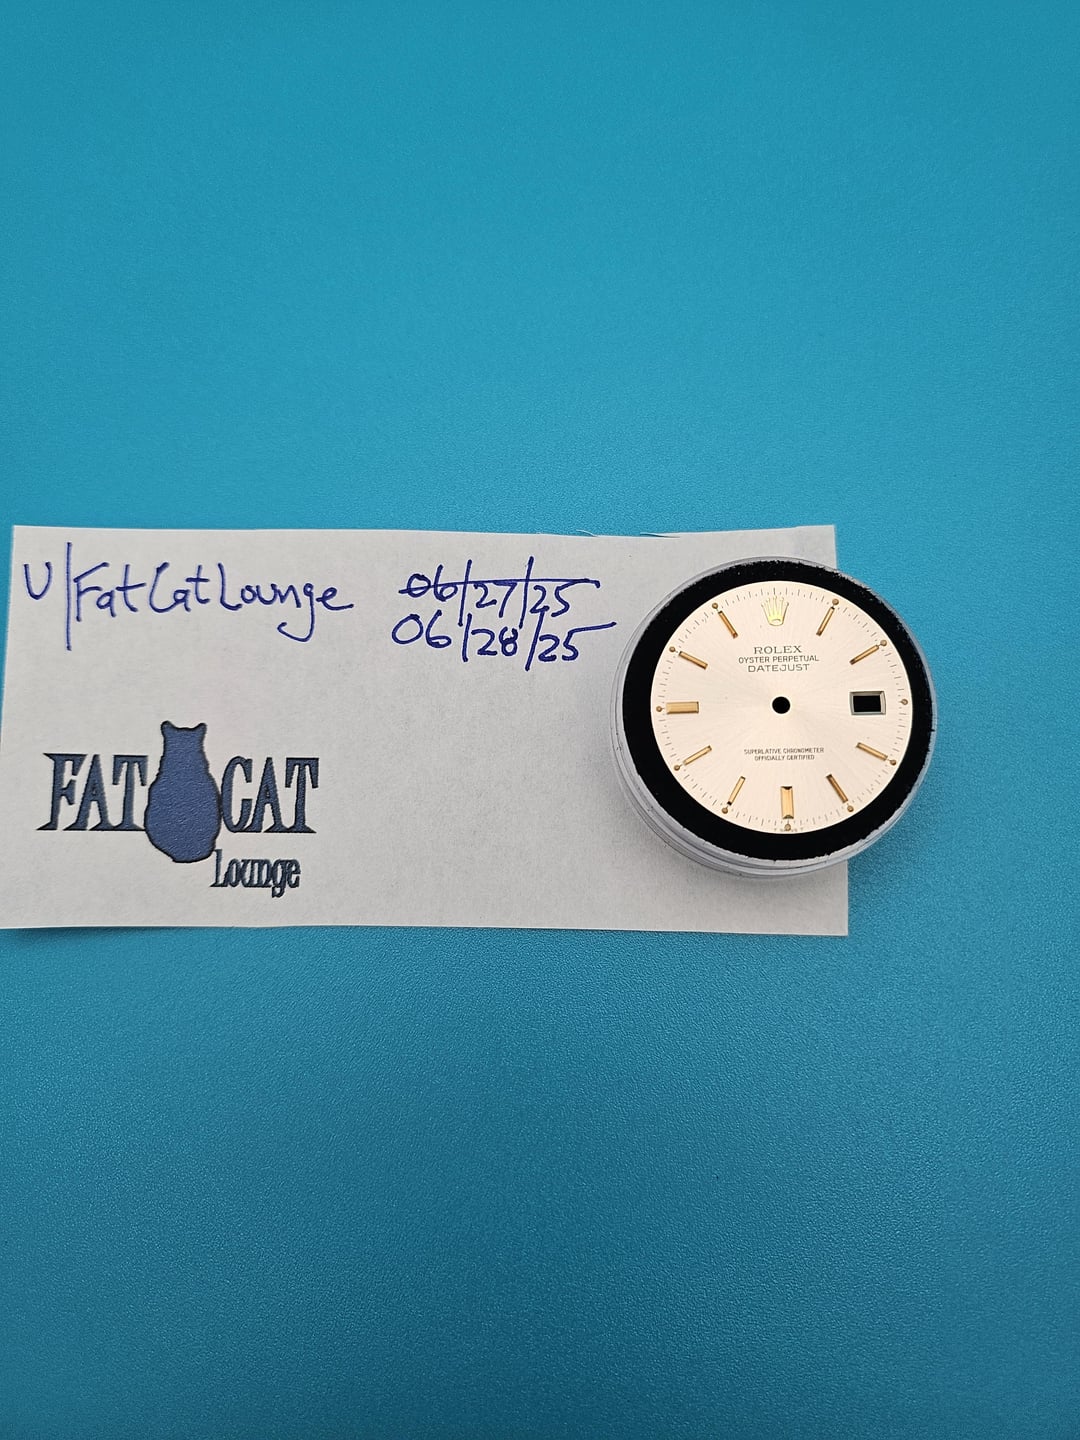 U/FatCatLounge
06/27/25
06/28/25
FAT CAT
Lounge
ROLEX
OYSTER PERPETUAL
DATEJUST
SUPERLATIVE CHRONOMETER
OFFICIALLY CERTIFIED